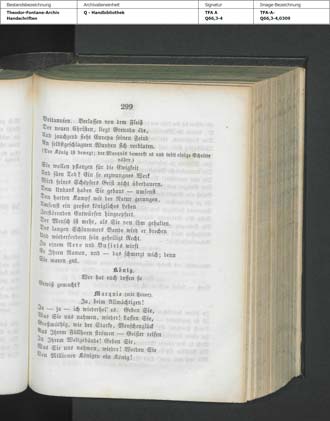 Bestandsbezeichnung Archivaleinheit Signatur Image-Bezeichnung
Theodor-Fontane-Archiv Q - Handbibliothek TFA A TFA-A-
Handschriften Q66,3-4 Q66,3-4,0309
299
Britannien. Verlassen von dem Fleiß
Der neuen Christen, liegt Grenada öde,
Und jauchzend sieht Europa seinen Feind
An selbstgeschlagnen Wunden sich verbluten.
(Der König ist bewegt; der Marquis bemerkt es und tritt einige Schritte
näher.)
Sie wollen pflanzen für die Ewigkeit
Und säen Tod? Ein so erzwungnes Werk
Wird seines Schöpfers Geist nicht überdauern.
Dem Undank haben Sie gebaut — umsonst
Den harten Kampf mit der Natur gerungen,
Umsonst ein großes königliches Leben
Zerstörenden Entwürfen hingeopfert.
Der Mensch ist mehr, als Sie von ihm gehalten.
Des langen Schlummers Bande wird er brechen
Und wiederfordern sein geheiligt Recht.
Zu einem Nero und Busiris wirft
Er Ihren Namen, und — das schmerzt mich; denn
Sie waren gut.
König.
Wer hat euch dessen so
Gewiß gemacht?
Marquis (mit Feuer).
Ja, beim Allmächtigen!
Ja — ja — ich wiederhol' es. Geben Sie,
Was Sie uns nahmen, wieder! Lassen Sie,
Großmüthig, wie der Starke, Menschenglück
Aus Ihrem Füllhorn strömen — Geister reifen
In Ihrem Weltgebäude! Geben Sie,
Was Sie uns nahmen, wieder! Werden Sie
Von Millionen Königen ein König!